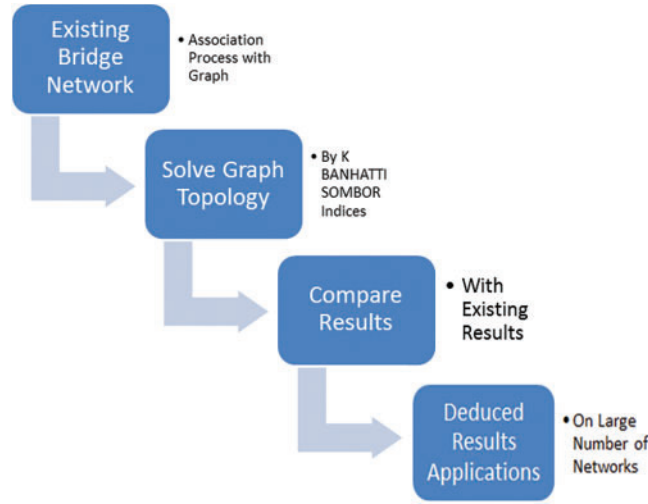 Existing
Bridge
Network
• Association
Process with
Graph
Solve Graph
Topology
• By K
BANHATTI
SOMBOR
Indices
Compare
Results
• With
Existing
Results
Deduced
Results
Applications
• On Large
Number of
Networks